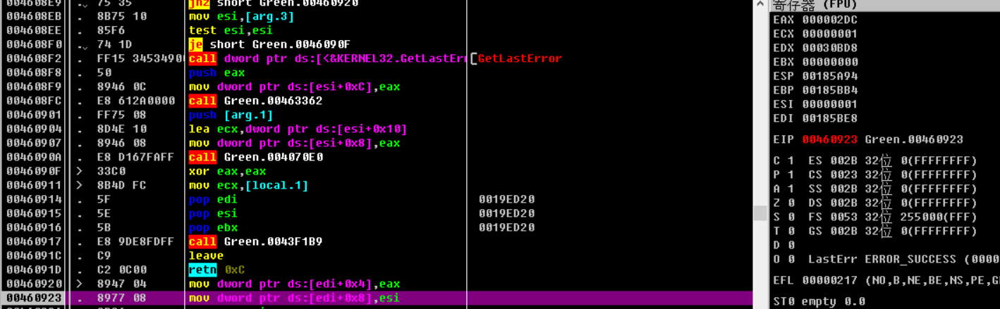 004608E9 . 75 35 jnz short Green.00460920
004608EB . 8B75 10 mov esi,[arg.3]
004608EE . 85F6 test esi,esi
004608F0 . 74 1D je short Green.0046090F
004608F2 . FF15 34534900 call dword ptr ds:[<&KERNEL32.GetLastErr GetLastError
004608F8 . 50 push eax
004608F9 . 8946 0C mov dword ptr ds:[esi+0xC],eax
004608FC . E8 612A0000 call Green.00463362
00460901 . FF75 08 push [arg.1]
00460904 . 8D4E 10 lea ecx,dword ptr ds:[esi+0x10]
00460907 . 8946 08 mov dword ptr ds:[esi+0x8],eax
0046090A . E8 D167FAFF call Green.004070E0
0046090F > 33C0 xor eax,eax
00460911 > 8B4D FC mov ecx,[local.1]
00460914 . 5F pop edi 0019ED20
00460915 . 5E pop esi 0019ED20
00460916 . 5B pop ebx 0019ED20
00460917 . E8 9DE8FDFF call Green.0043F1B9
0046091C . C9 leave
0046091D . C2 0C00 retn 0xC
00460920 > 8947 04 mov dword ptr ds:[edi+0x4],eax
00460923 . 8977 08 mov dword ptr ds:[edi+0x8],esi
寄存器 (FPU)
EAX 000002DC
ECX 00000001
EDX 00030BD8
EBX 00000000
ESP 00185A94
EBP 00185BB4
ESI 00000001
EDI 00185BE8
EIP 00460923 Green.00460923
C 1 ES 002B 32位 0(FFFFFFFF)
P 1 CS 0023 32位 0(FFFFFFFF)
A 1 SS 002B 32位 0(FFFFFFFF)
Z 0 DS 002B 32位 0(FFFFFFFF)
S 0 FS 0053 32位 255000(FFF)
T 0 GS 002B 32位 0(FFFFFFFF)
D 0
O 0 LastErr ERROR_SUCCESS (0000
EFL 00000217 (NO,B,NE,BE,NS,PE,G
ST0 empty 0.0